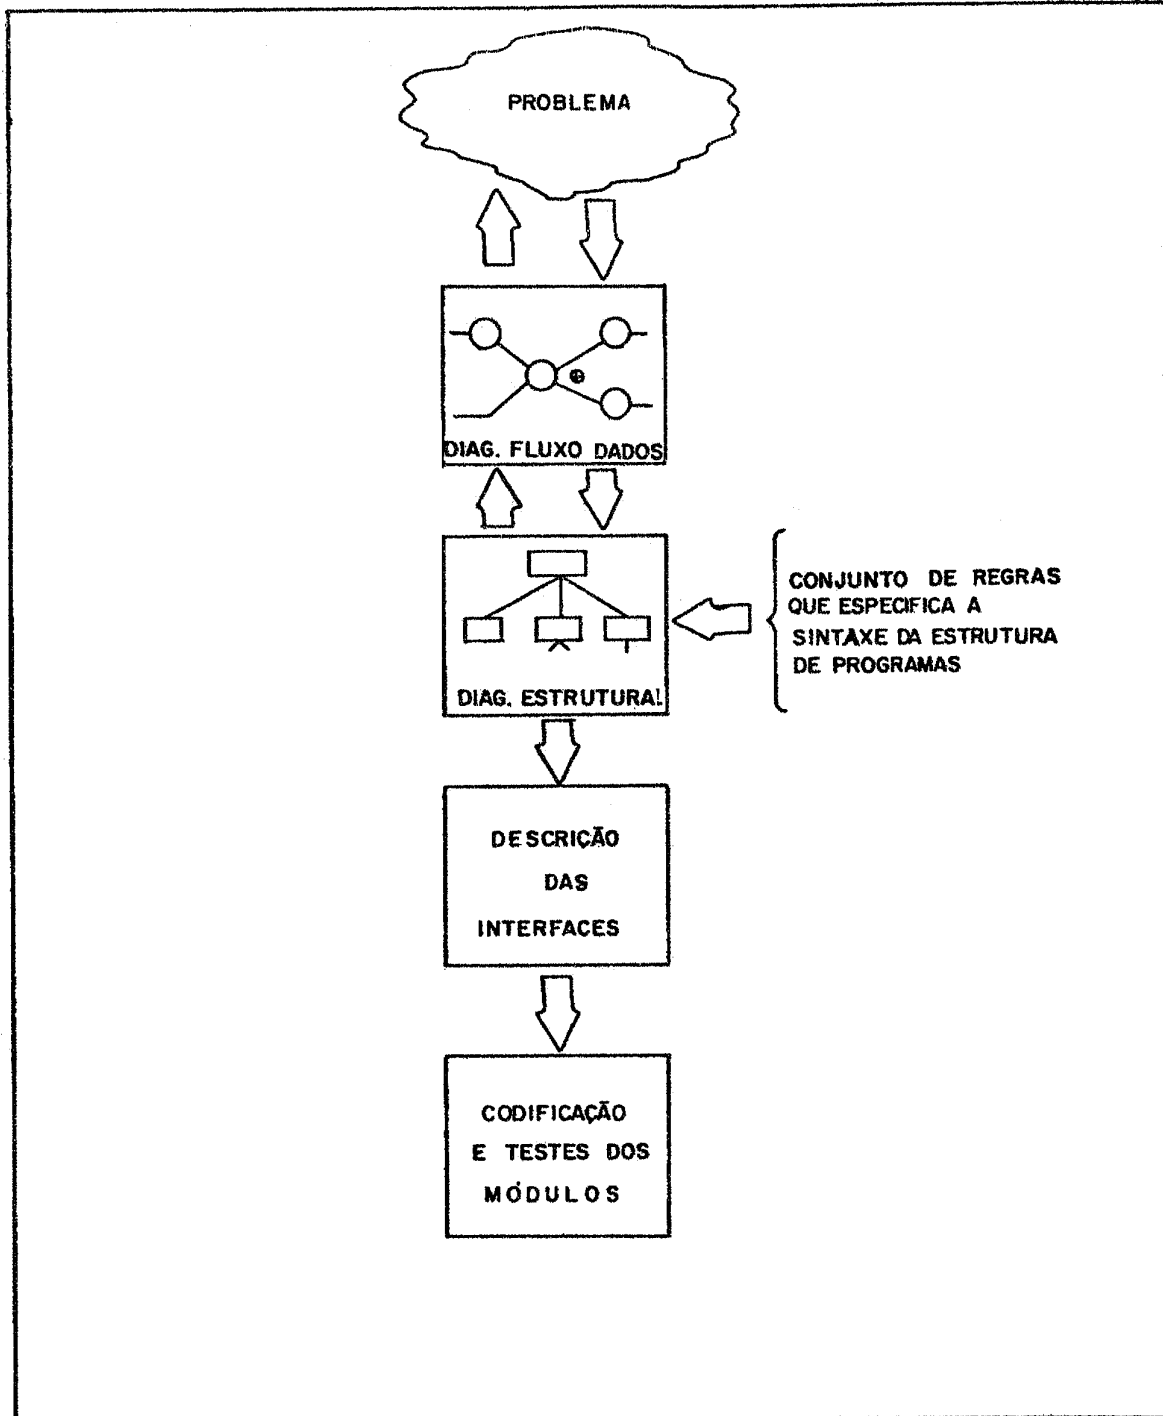 PROBLEMA
DIAG. FLUXO DADOS
DIAG. ESTRUTURAL
CONJUNTO DE REGRAS
QUE ESPECIFICA A
SINTAXE DA ESTRUTURA
DE PROGRAMAS
DESCRIÇÃO
DAS
INTERFACES
CODIFICAÇÃO
E TESTES DOS
MÓDULOS